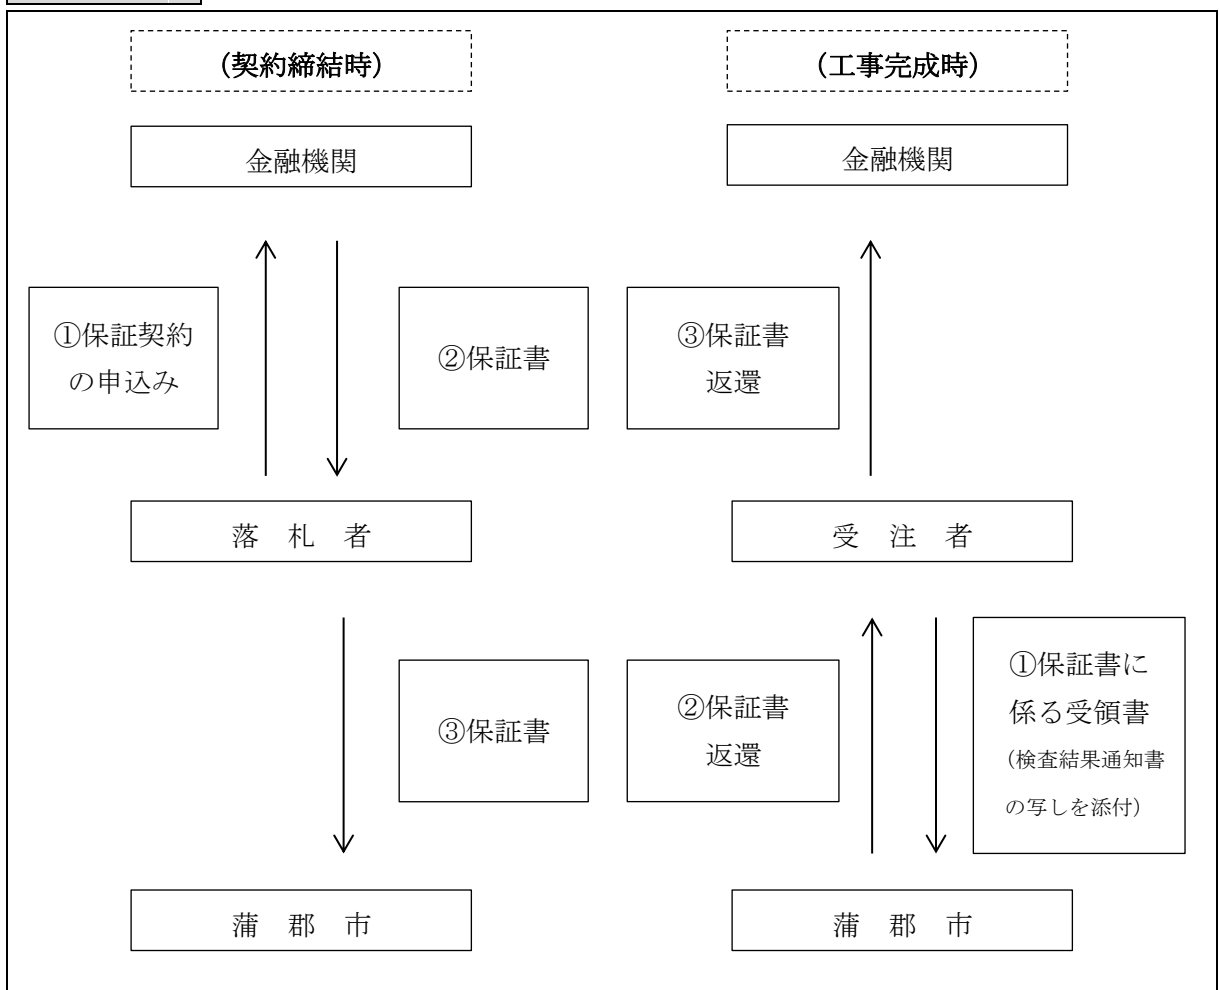 (契約締結時)
金融機関
①保証契約
の申込み
②保証書
落 札 者
③保証書
蒲 郡 市
(工事完成時)
金融機関
③保証書
返還
受 注 者
②保証書
返還
①保証書に
係る受領書
(検査結果通知書
の写しを添付)
蒲 郡 市